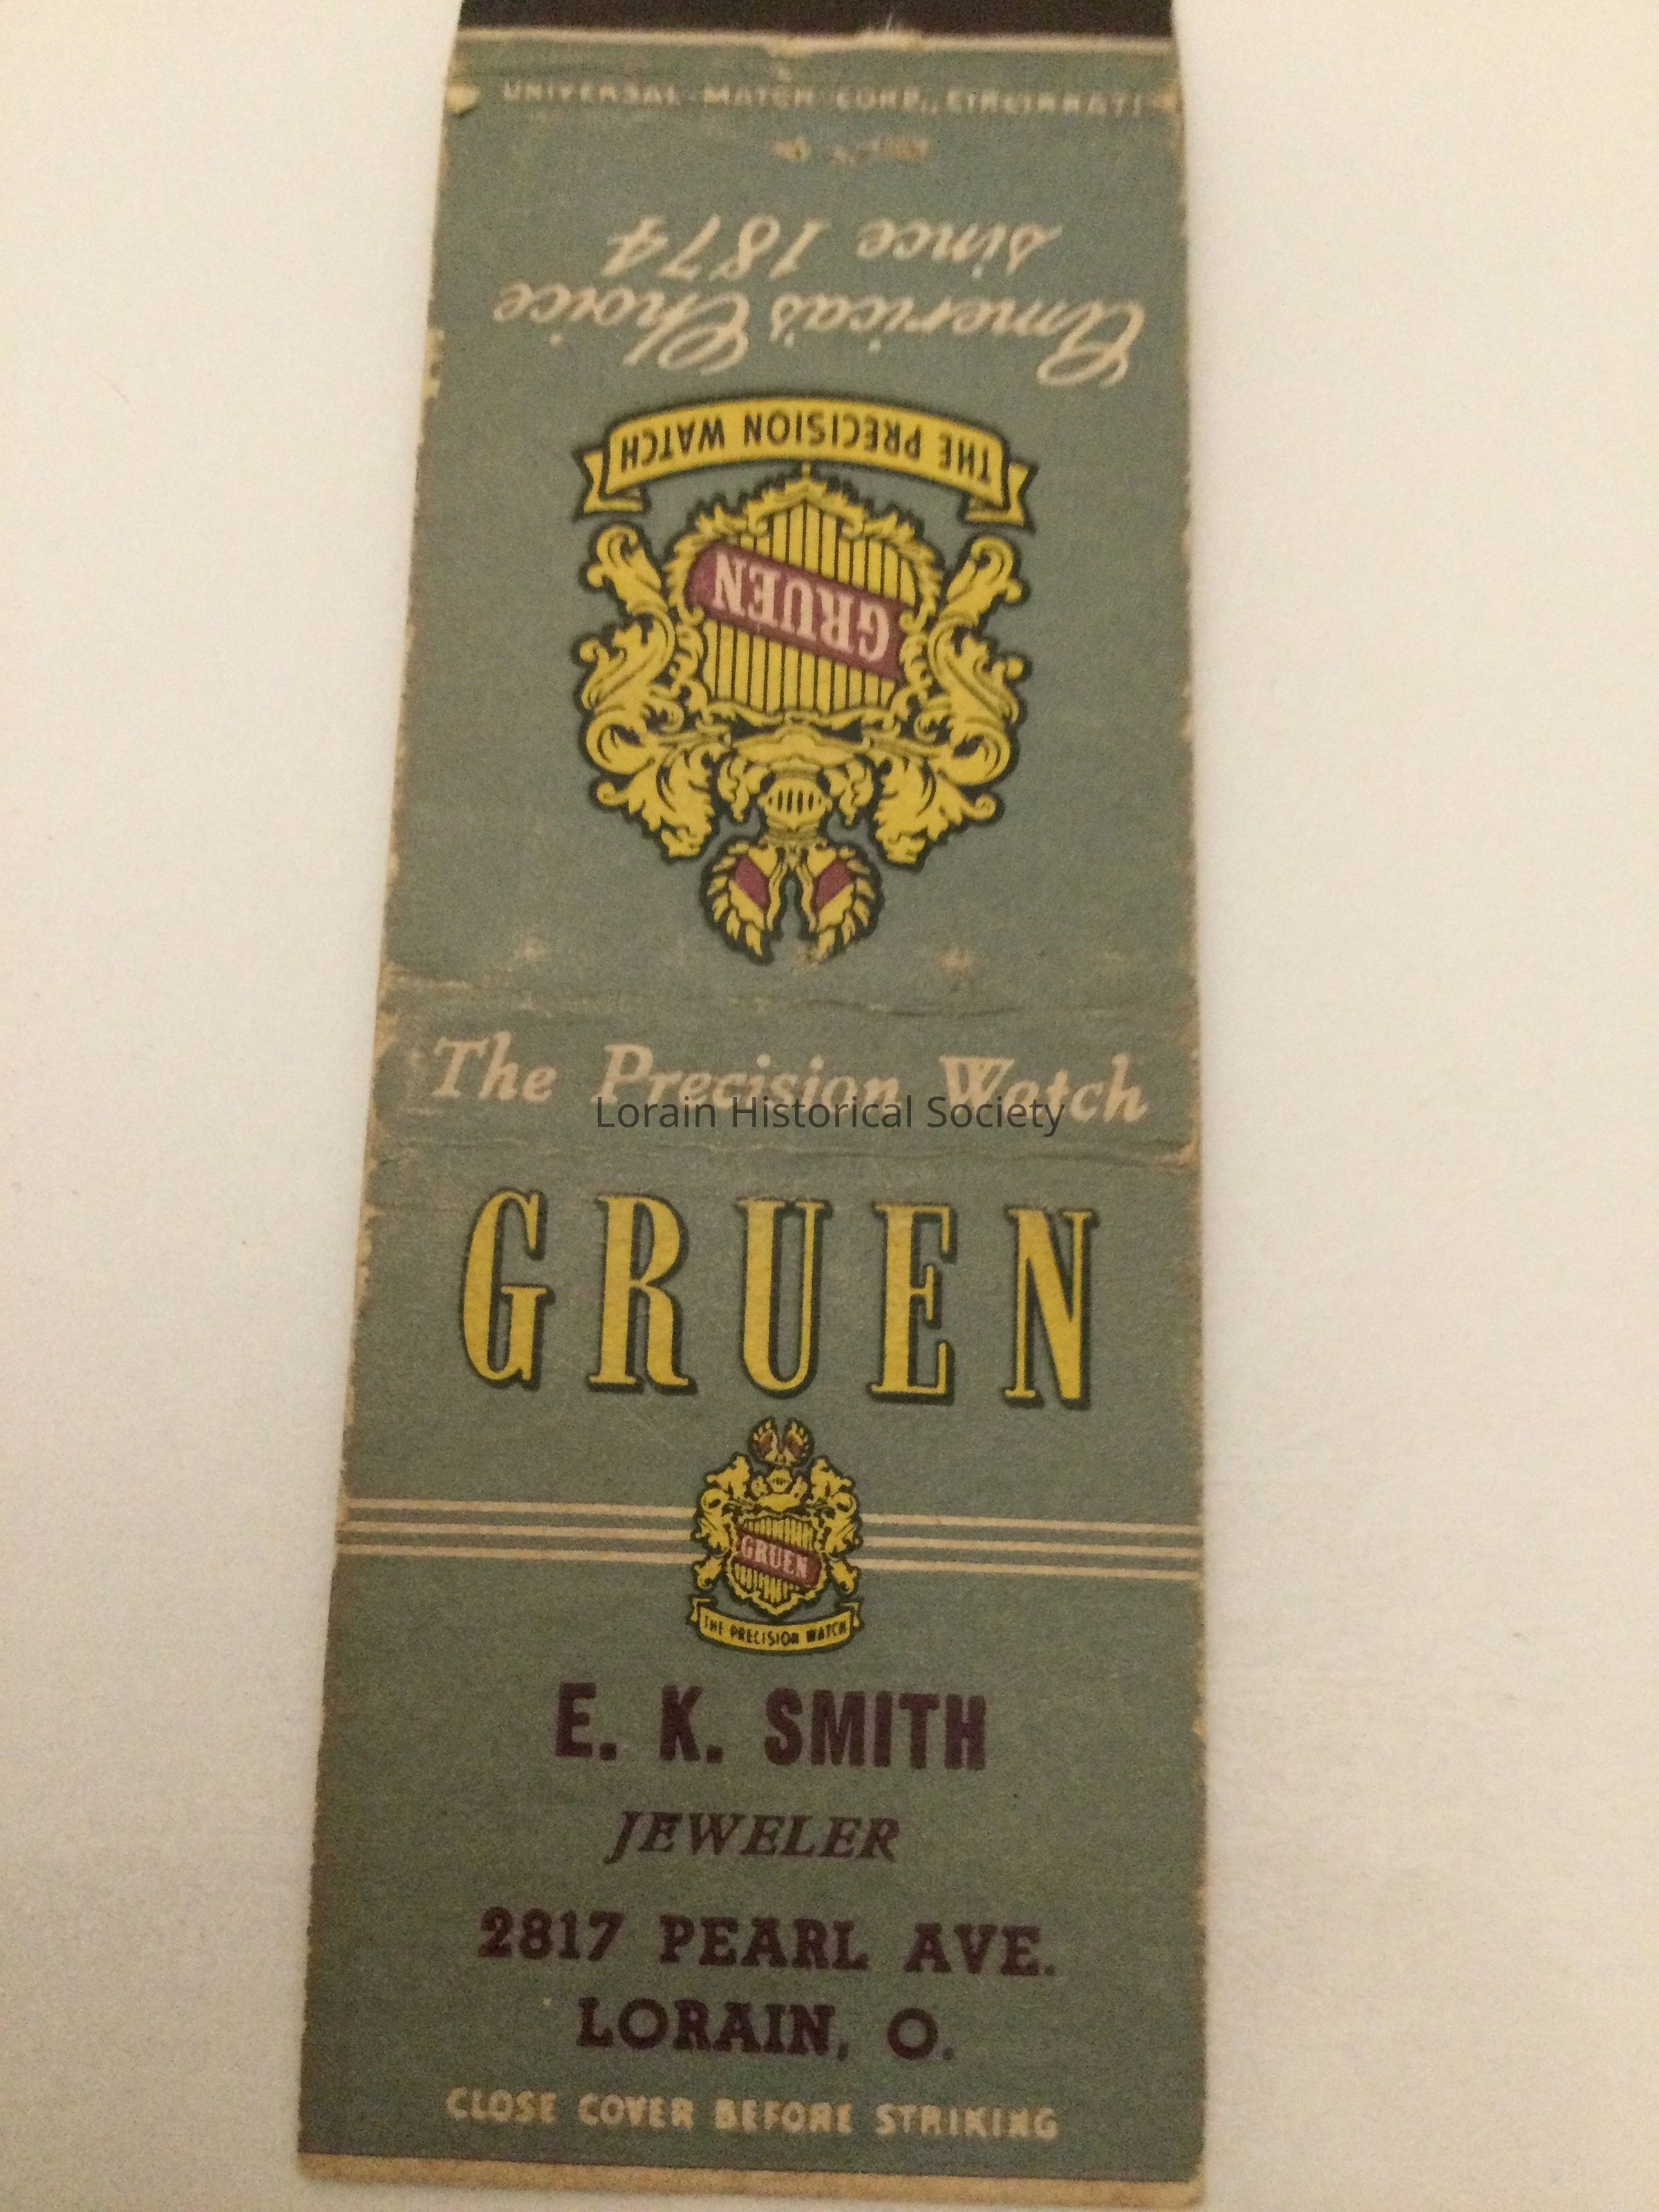 UNIVERSAL MATCH CORP., CINCINNATI
America's Choice
since 1874
THE PRECISION WATCH
GRUEN
The Precision Watch
Lorain Historical Society
GRUEN
GRUEN
THE PRECISION WATCH
E. K. SMITH
JEWELER
2817 PEARL AVE.
LORAIN, O.
CLOSE COVER BEFORE STRIKING